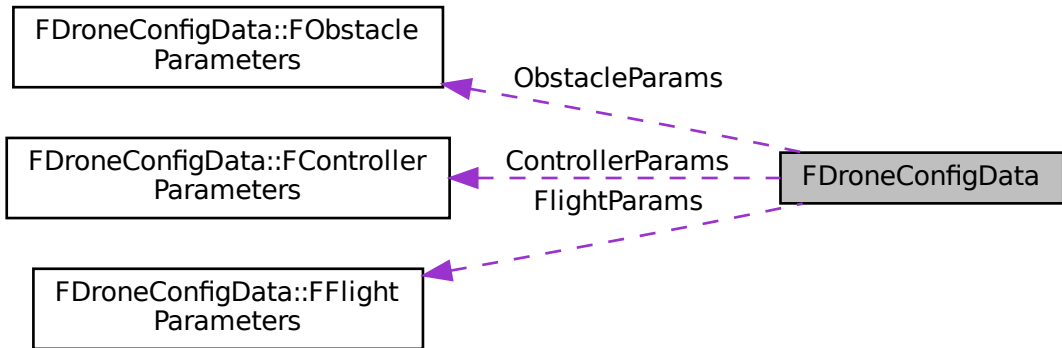 FDroneConfigData::FObstacle
Parameters
ObstacleParams
FDroneConfigData::FController
Parameters
ControllerParams
FDroneConfigData
FlightParams
FDroneConfigData::FFlight
Parameters